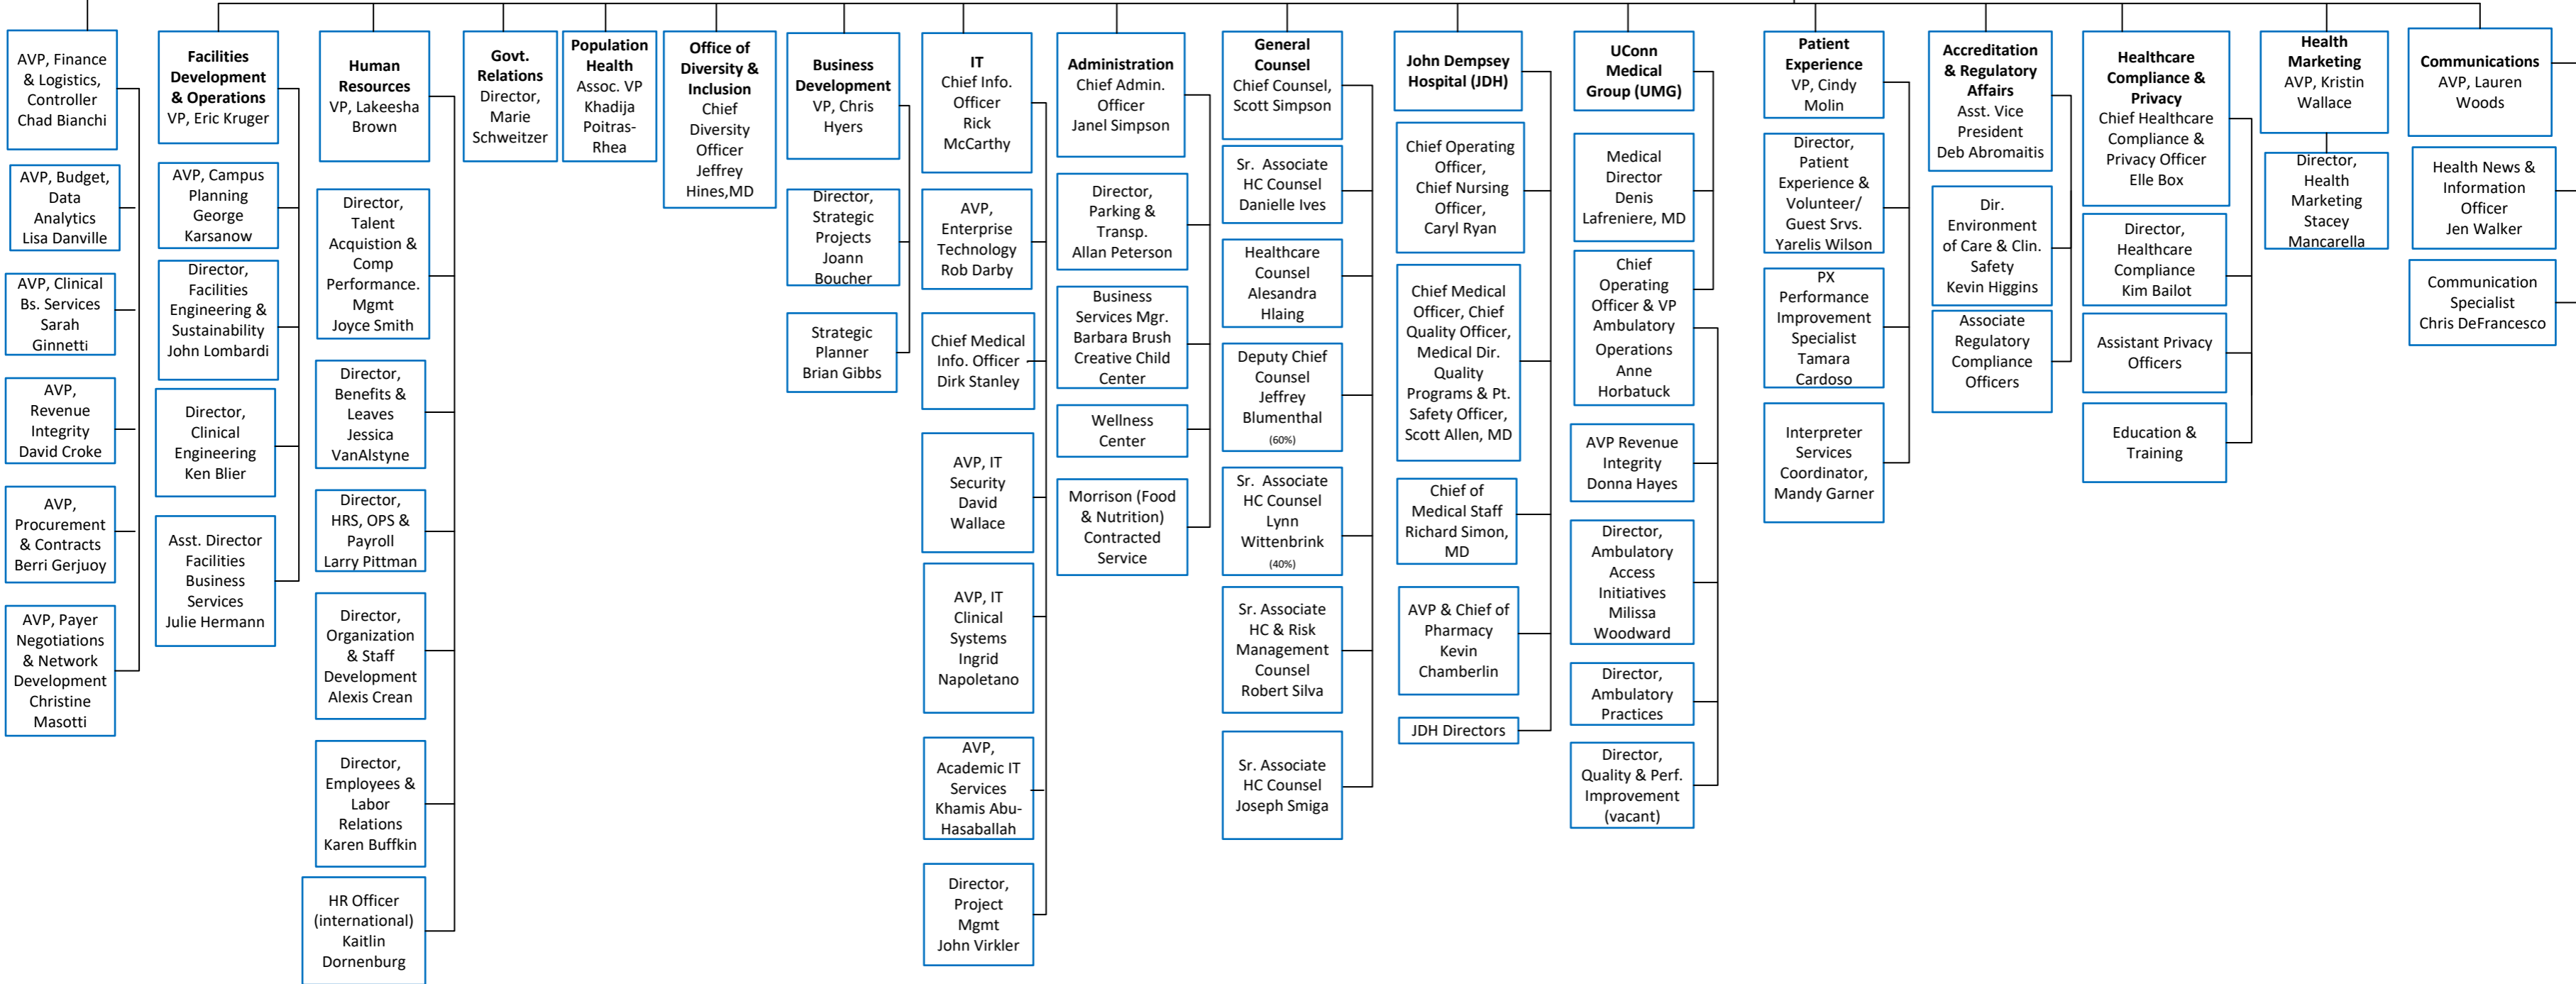 AVP, Finance
& Logistics,
Controller
Chad Bianchi
AVP, Budget,
Data
Analytics
Lisa Danville
AVP, Clinical
Bs. Services
Sarah
Ginnetti
AVP,
Revenue
Integrity
David Croke
AVP,
Procurement
& Contracts
Berri Gerjuoy
AVP, Payer
Negotiations
& Network
Development
Christine
Masotti
Facilities
Development
& Operations
VP, Eric Kruger
AVP, Campus
Planning
George
Karsanow
Director,
Facilities
Engineering &
Sustainability
John Lombardi
Director,
Clinical
Engineering
Ken Blier
Asst. Director
Facilities
Business
Services
Julie Hermann
Human
Resources
VP, Lakeesha
Brown
Director,
Talent
Acquistion &
Comp
Performance.
Mgmt
Joyce Smith
Director,
Benefits &
Leaves
Jessica
VanAlstyne
Director,
HRS, OPS &
Payroll
Larry Pittman
Director,
Organization
& Staff
Development
Alexis Crean
Director,
Employees &
Labor
Relations
Karen Buffkin
HR Officer
(international)
Kaitlin
Dornenburg
Govt.
Relations
Director,
Marie
Schweitzer
Population
Health
Assoc. VP
Khadija
Poitras-
Rhea
Office of
Diversity &
Inclusion
Chief
Diversity
Officer
Jeffrey
Hines,MD
Business
Development
VP, Chris
Hyers
Director,
Strategic
Projects
Joann
Boucher
Strategic
Planner
Brian Gibbs
IT
Chief Info.
Officer
Rick
McCarthy
AVP,
Enterprise
Technology
Rob Darby
Chief Medical
Info. Officer
Dirk Stanley
AVP, IT
Security
David
Wallace
AVP, IT
Clinical
Systems
Ingrid
Napoletano
AVP,
Academic IT
Services
Khamis Abu-
Hasaballah
Director,
Project
Mgmt
John Virkler
Administration
Chief Admin.
Officer
Janel Simpson
Director,
Parking &
Transp.
Allan Peterson
Business
Services Mgr.
Barbara Brush
Creative Child
Center
Wellness
Center
Morrison (Food
& Nutrition)
Contracted
Service
General
Counsel
Chief Counsel,
Scott Simpson
Sr. Associate
HC Counsel
Danielle Ives
Healthcare
Counsel
Alesandra
Hlaing
Deputy Chief
Counsel
Jeffrey
Blumenthal
(60%)
Sr. Associate
HC Counsel
Lynn
Wittenbrink
(40%)
Sr. Associate
HC & Risk
Management
Counsel
Robert Silva
Sr. Associate
HC Counsel
Joseph Smiga
John Dempsey
Hospital (JDH)
Chief Operating
Officer,
Chief Nursing
Officer,
Caryl Ryan
Chief Medical
Officer, Chief
Quality Officer,
Medical Dir.
Quality
Programs & Pt.
Safety Officer,
Scott Allen, MD
Chief of
Medical Staff
Richard Simon,
MD
AVP & Chief of
Pharmacy
Kevin
Chamberlin
JDH Directors
UConn
Medical
Group (UMG)
Medical
Director
Denis
Lafreniere, MD
Chief
Operating
Officer & VP
Ambulatory
Operations
Anne
Horbatuck
AVP Revenue
Integrity
Donna Hayes
Director,
Ambulatory
Access
Initiatives
Milissa
Woodward
Director,
Ambulatory
Practices
Director,
Quality & Perf.
Improvement
(vacant)
Patient
Experience
VP, Cindy
Molin
Director,
Patient
Experience &
Volunteer/
Guest Srvs.
Yarelis Wilson
PX
Performance
Improvement
Specialist
Tamara
Cardoso
Interpreter
Services
Coordinator,
Mandy Garner
Accreditation
& Regulatory
Affairs
Asst. Vice
President
Deb Abromaitis
Dir.
Environment
of Care & Clin.
Safety
Kevin Higgins
Associate
Regulatory
Compliance
Officers
Healthcare
Compliance &
Privacy
Chief Healthcare
Compliance &
Privacy Officer
Elle Box
Director,
Healthcare
Compliance
Kim Bailot
Assistant Privacy
Officers
Education &
Training
Health
Marketing
AVP, Kristin
Wallace
Director,
Health
Marketing
Stacey
Mancarella
Communications
AVP, Lauren
Woods
Health News &
Information
Officer
Jen Walker
Communication
Specialist
Chris DeFrancesco